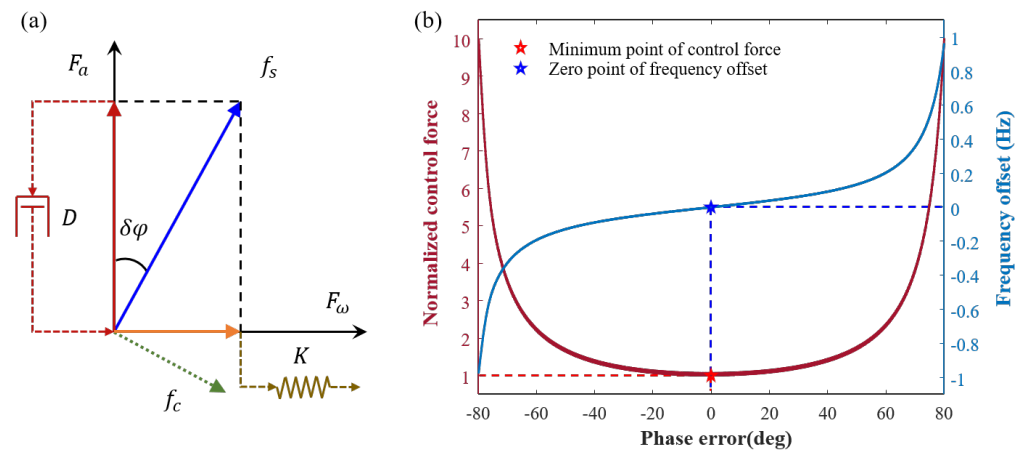 (a)
F_a
f_s
D
δφ
F_ω
K
f_c
(b)
Minimum point of control force
Zero point of frequency offset
Normalized control force
10
9
8
7
6
5
4
3
2
1
Frequency offset (Hz)
1
0.8
0.6
0.4
0.2
0
-0.2
-0.4
-0.6
-0.8
-1
-80 -60 -40 -20 0 20 40 60 80
Phase error(deg)